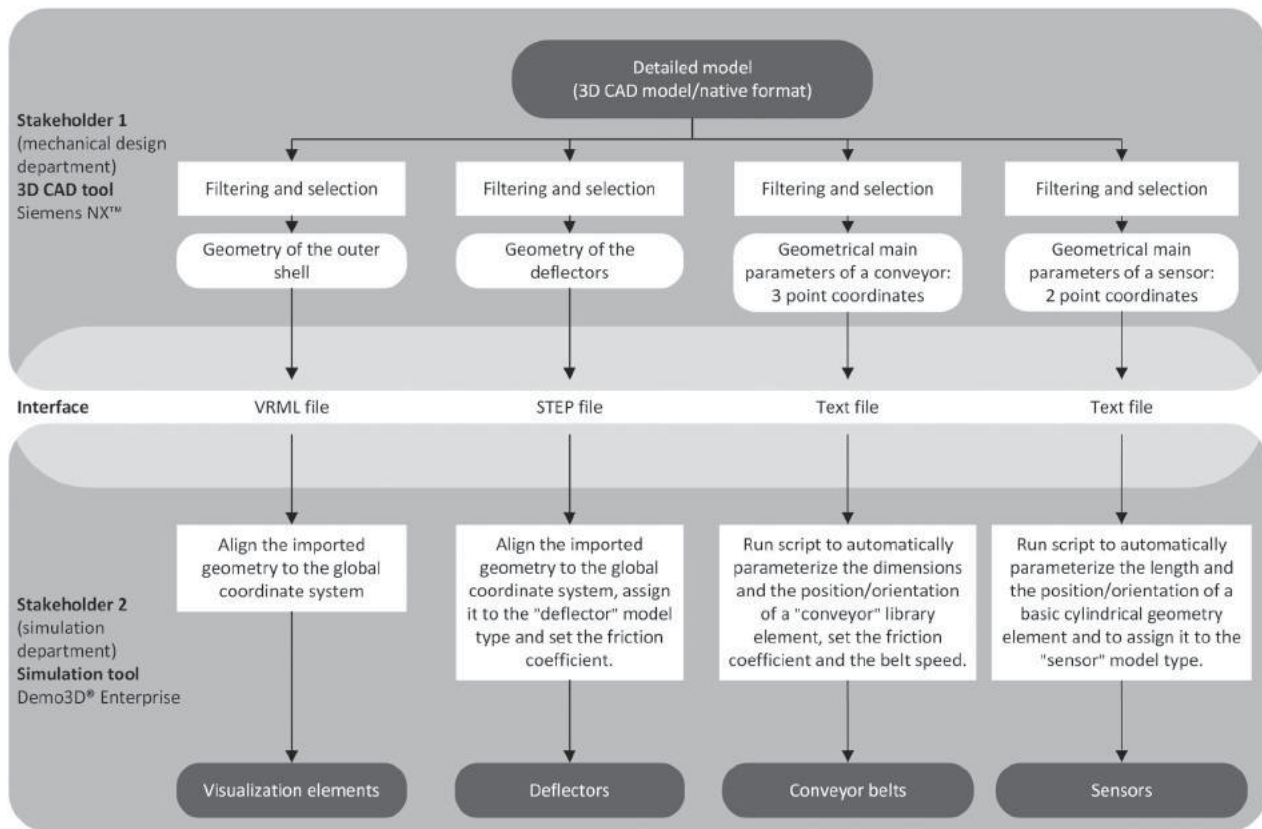 Detailed model
(3D CAD model/native format)
Stakeholder 1
(mechanical design
department)
3D CAD tool
Siemens NX™
Filtering and selection
Filtering and selection
Filtering and selection
Filtering and selection
Geometry of the outer
shell
Geometry of the
deflectors
Geometrical main
parameters of a conveyor:
3 point coordinates
Geometrical main
parameters of a sensor:
2 point coordinates
Interface
VRML file
STEP file
Text file
Text file
Stakeholder 2
(simulation
department)
Simulation tool
Demo3D® Enterprise
Align the imported
geometry to the global
coordinate system
Align the imported
geometry to the global
coordinate system, assign
it to the "deflector" model
type and set the friction
coefficient.
Run script to automatically
parameterize the dimensions
and the position/orientation
of a "conveyor" library
element, set the friction
coefficient and the belt speed.
Run script to automatically
parameterize the length and
the position/orientation of a
basic cylindrical geometry
element and to assign it to the
"sensor" model type.
Visualization elements
Deflectors
Conveyor belts
Sensors